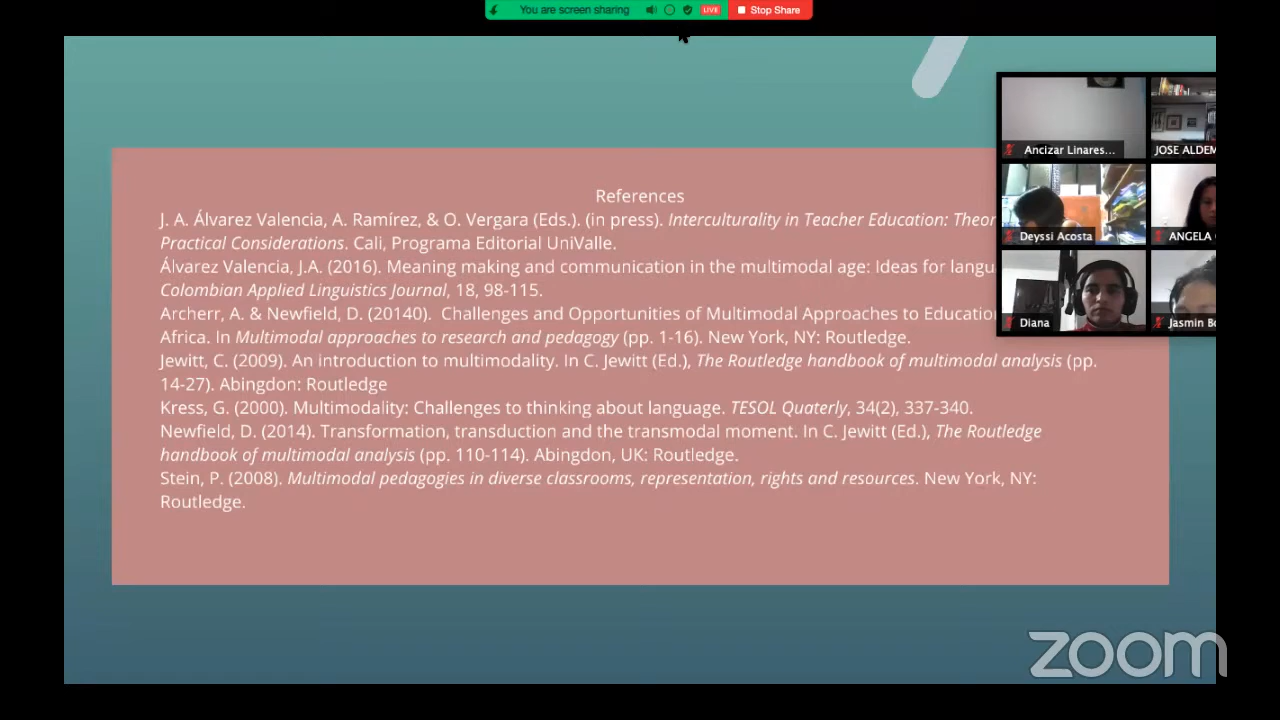 You are screen sharing LIVE Stop Share
References
J. A. Álvarez Valencia, A. Ramírez, & O. Vergara (Eds.). (in press). Interculturality in Teacher Education:
Practical Considerations. Cali, Programa Editorial UniValle.
Álvarez Valencia, J.A. (2016). Meaning making and communication in the multimodal age: Ideas for
Colombian Applied Linguistics Journal, 18, 98-115.
Archerr, A. & Newfield, D. (20140). Challenges and Opportunities of Multimodal Approaches to
Africa. In Multimodal approaches to research and pedagogy (pp. 1-16). New York, NY: Routledge.
Jewitt, C. (2009). An introduction to multimodality. In C. Jewitt (Ed.), The Routledge handbook of multimodal analysis (pp.
14-27). Abingdon: Routledge
Kress, G. (2000). Multimodality: Challenges to thinking about language. TESOL Quaterly, 34(2), 337-340.
Newfield, D. (2014). Transformation, transduction and the transmodal moment. In C. Jewitt (Ed.), The Routledge
handbook of multimodal analysis (pp. 110-114). Abingdon, UK: Routledge.
Stein, P. (2008). Multimodal pedagogies in diverse classrooms, representation, rights and resources. New York, NY:
Routledge.
Ancizar Linares...
JOSE ALDEM
Deyssi Acosta
ANGELA
Diana
Jasmin
zoom